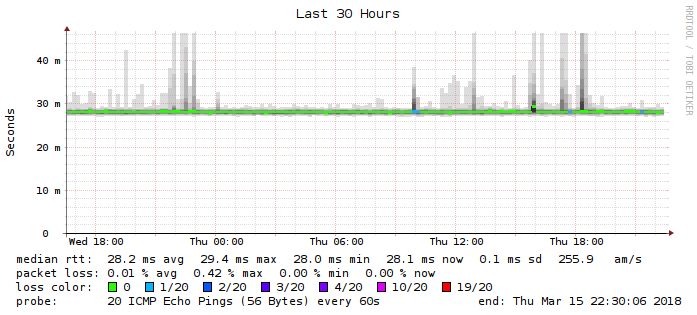 Last 30 Hours
RRDTOOL / TOBI OETIKER
Seconds
40 m
30 m
20 m
10 m
0
Wed 18:00 Thu 00:00 Thu 06:00 Thu 12:00 Thu 18:00
median rtt: 28.2 ms avg 29.4 ms max 28.0 ms min 28.1 ms now 0.1 ms sd 255.9 am/s
packet loss: 0.01 % avg 0.42 % max 0.00 % min 0.00 % now
loss color: 0 1/20 2/20 3/20 4/20 10/20 19/20
probe: 20 ICMP Echo Pings (56 Bytes) every 60s end: Thu Mar 15 22:30:06 2018